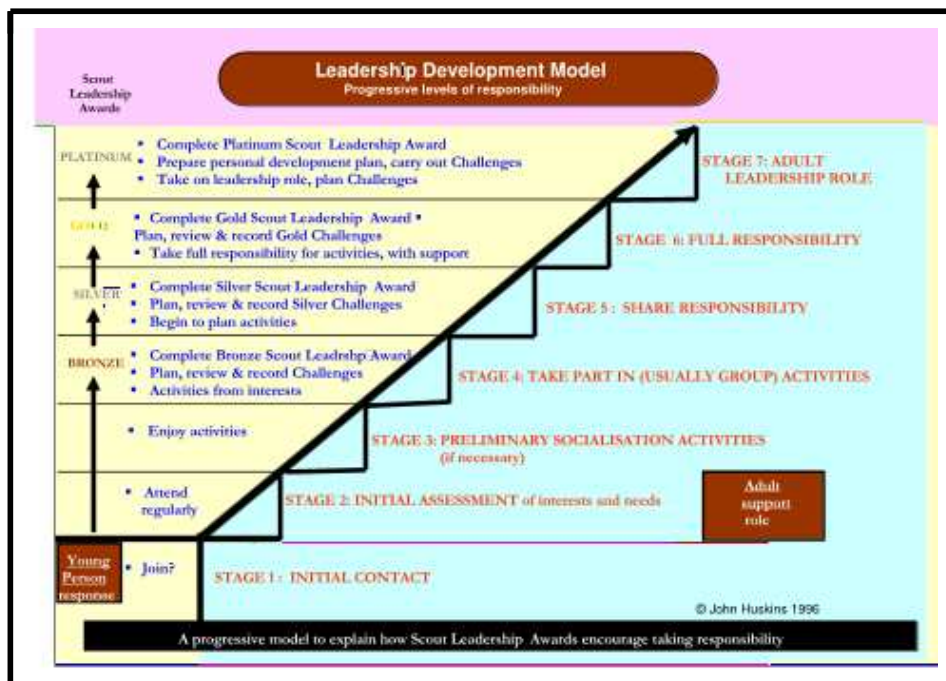 Scout
Leadership
Awards
Leadership Development Model
Progressive levels of responsibility
PLATINUM
▪ Complete Platinum Scout Leadership Award
▪ Prepare personal development plan, carry out Challenges
▪ Take on leadership role, plan Challenges
STAGE 7: ADULT
LEADERSHIP ROLE
GOLD
▪ Complete Gold Scout Leadership Award ▪
Plan, review & record Gold Challenges
▪ Take full responsibility for activities, with support
STAGE 6: FULL RESPONSIBILITY
SILVER
▪ Complete Silver Scout Leadership Award
▪ Plan, review & record Silver Challenges
▪ Begin to plan activities
STAGE 5 : SHARE RESPONSIBILITY
BRONZE
▪ Complete Bronze Scout Leadrshp Award
▪ Plan, review & record Challenges
▪ Activities from interests
STAGE 4: TAKE PART IN (USUALLY GROUP) ACTIVITIES
▪ Enjoy activities
STAGE 3: PRELIMINARY SOCIALISATION ACTIVITIES
(if necessary)
▪ Attend
regularly
STAGE 2: INITIAL ASSESSMENT of interests and needs
Adult
support
role
Young
Person
response
▪ Join?
STAGE 1 : INITIAL CONTACT
© John Huskins 1996
A progressive model to explain how Scout Leadership Awards encourage taking responsibility